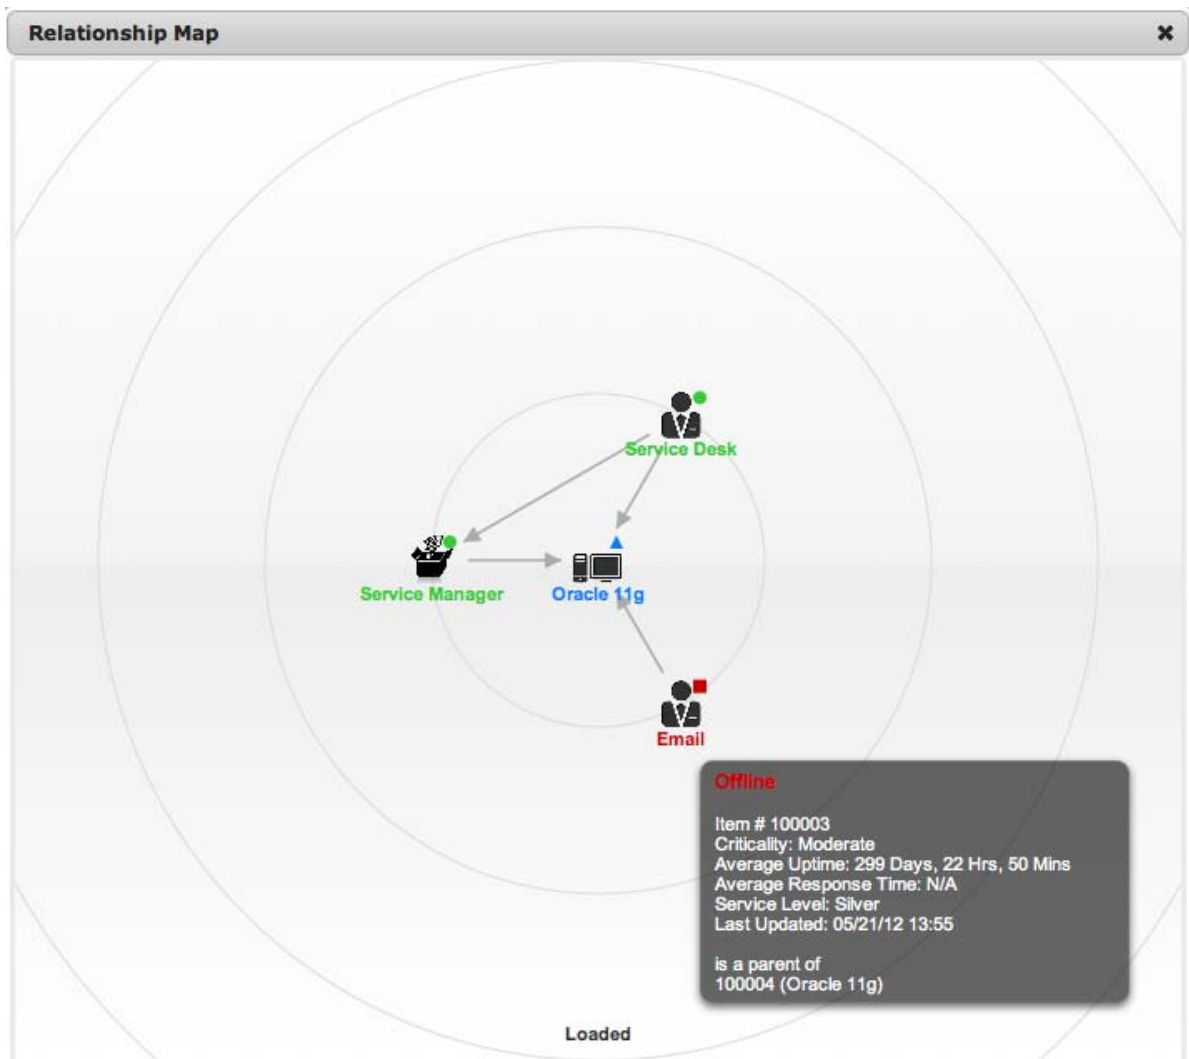 Relationship Map
Service Desk
Service Manager
Oracle 11g
Email
Offline
Item # 100003
Criticality: Moderate
Average Uptime: 299 Days, 22 Hrs, 50 Mins
Average Response Time: N/A
Service Level: Silver
Last Updated: 05/21/12 13:55
is a parent of
100004 (Oracle 11g)
Loaded